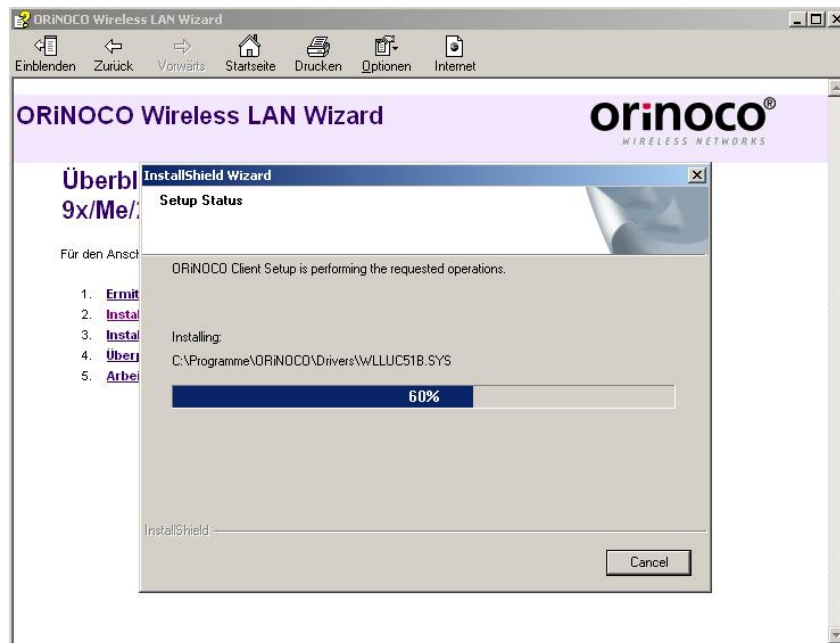 ORiNOCO Wireless LAN Wizard
Einblenden Zurück Vorwärts Startseite Drucken Optionen Internet
ORiNOCO Wireless LAN Wizard
orinoco®
WIRELESS NETWORKS
Überbl
9x/Me/
Für den Ansch
1. Ermit
2. Instal
3. Instal
4. Über
5. Arbei
InstallShield Wizard
Setup Status
ORiNOCO Client Setup is performing the requested operations.
Installing:
C:\Programme\ORiNOCO\Drivers\WLLUC51B.SYS
60%
InstallShield
Cancel